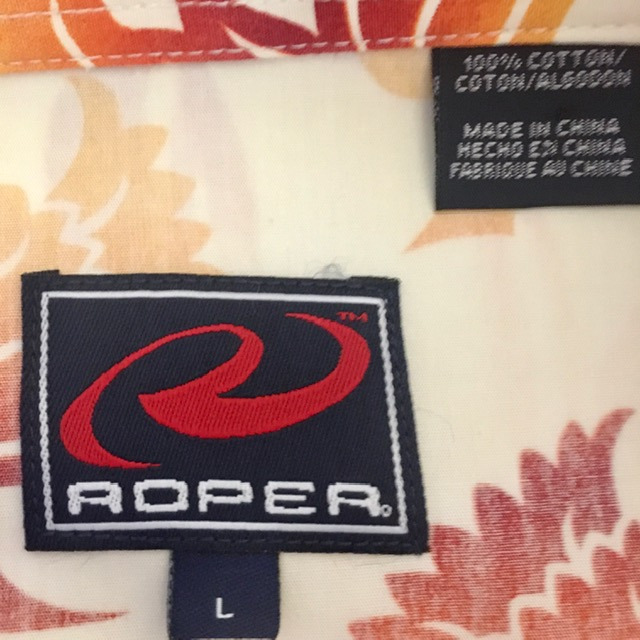 100% COTTON/
COTON/ALGODON
MADE IN CHINA
HECHO EN CHINA
FABRIQUE AU CHINE
TM
ROPER
L